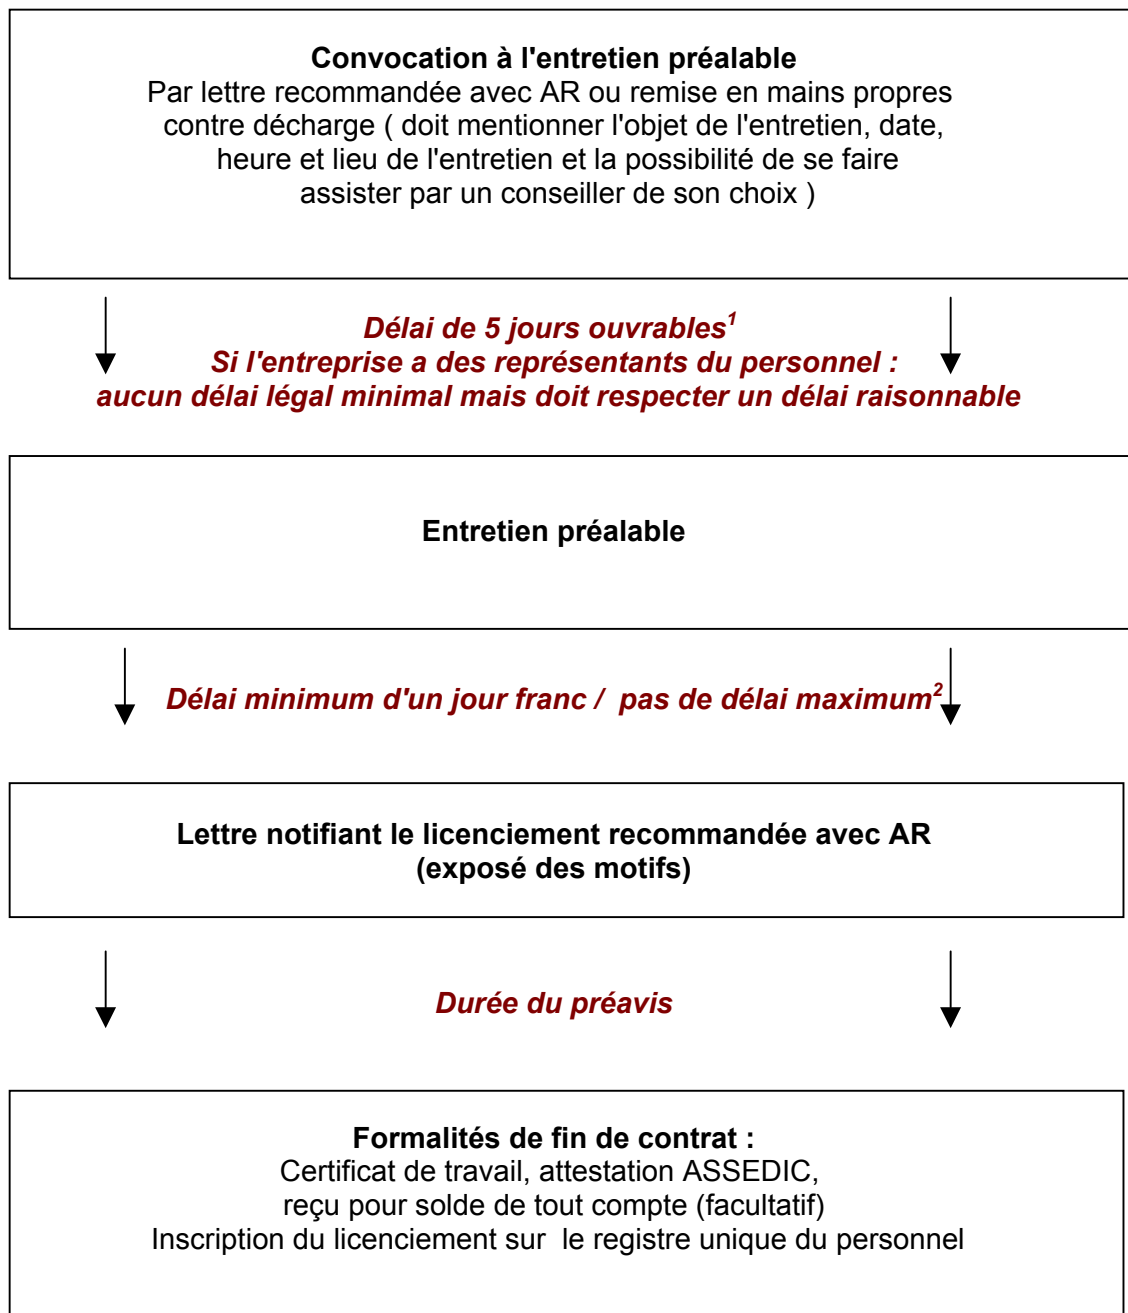 Convocation à l'entretien préalable
Par lettre recommandée avec AR ou remise en mains propres
contre décharge ( doit mentionner l'objet de l'entretien, date,
heure et lieu de l'entretien et la possibilité de se faire
assister par un conseiller de son choix )
Délai de 5 jours ouvrables¹
Si l'entreprise a des représentants du personnel :
aucun délai légal minimal mais doit respecter un délai raisonnable
Entretien préalable
Délai minimum d'un jour franc / pas de délai maximum²
Lettre notifiant le licenciement recommandée avec AR
(exposé des motifs)
Durée du préavis
Formalités de fin de contrat :
Certificat de travail, attestation ASSEDIC,
reçu pour solde de tout compte (facultatif)
Inscription du licenciement sur le registre unique du personnel